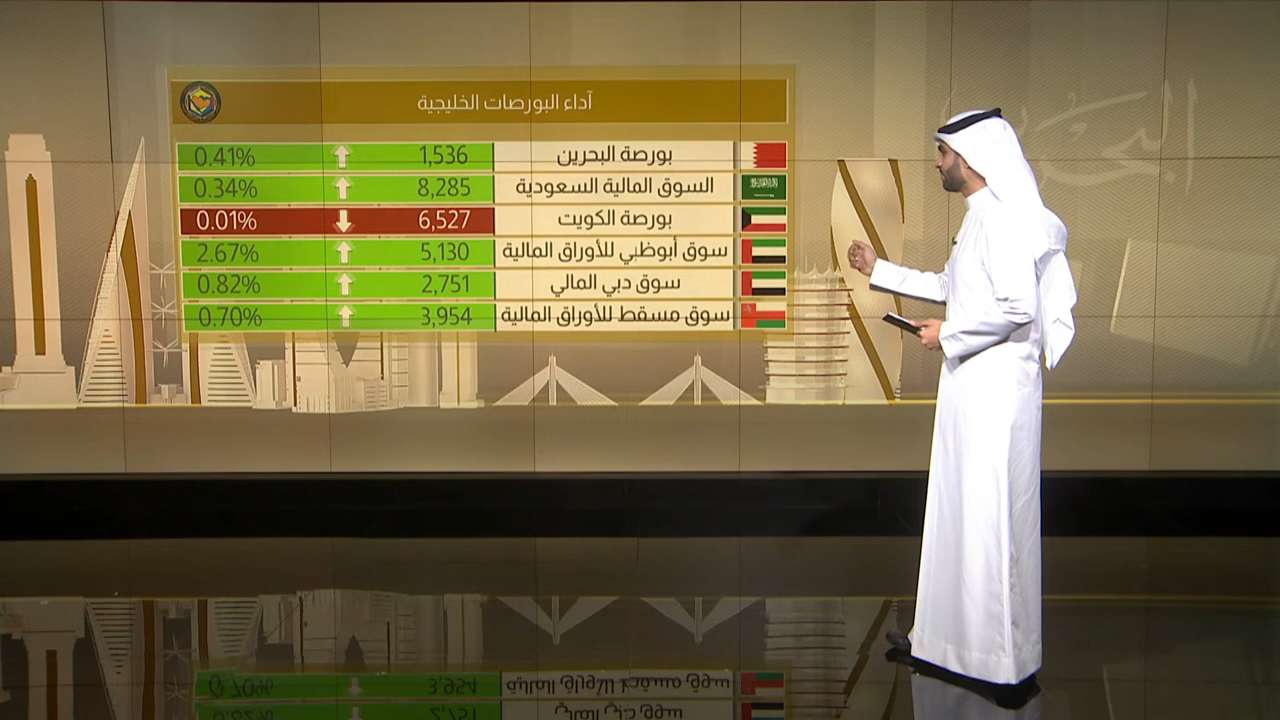 آداء البورصات الخليجية
بورصة البحرين 1,536 0.41%
السوق المالية السعودية 8,285 0.34%
بورصة الكويت 6,527 0.01%
سوق أبوظبي للأوراق المالية 5,130 2.67%
سوق دبي المالي 2,751 0.82%
سوق مسقط للأوراق المالية 3,954 0.70%